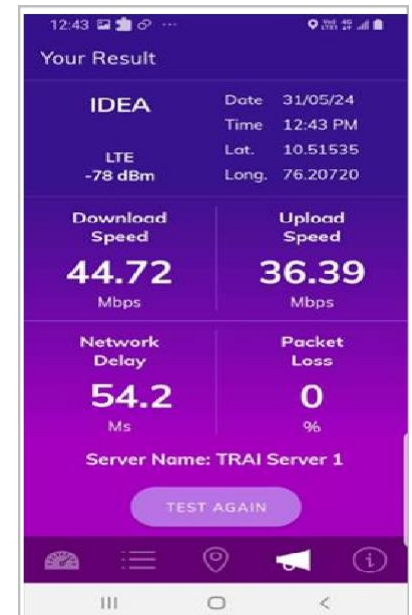 12:43
Your Result
IDEA
LTE
-78 dBm
Date 31/05/24
Time 12:43 PM
Lat. 10.51535
Long. 76.20720
Download
Speed
44.72
Mbps
Upload
Speed
36.39
Mbps
Network
Delay
54.2
Ms
Packet
Loss
0
%
Server Name: TRAI Server 1
TEST AGAIN